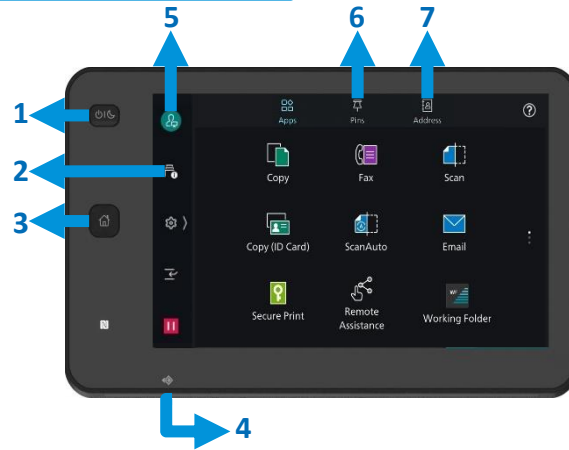 5 6 7
1
2
3
4
Apps Pins Address
Copy Fax Scan
Copy (ID Card) ScanAuto Email
Secure Print Remote Assistance Working Folder